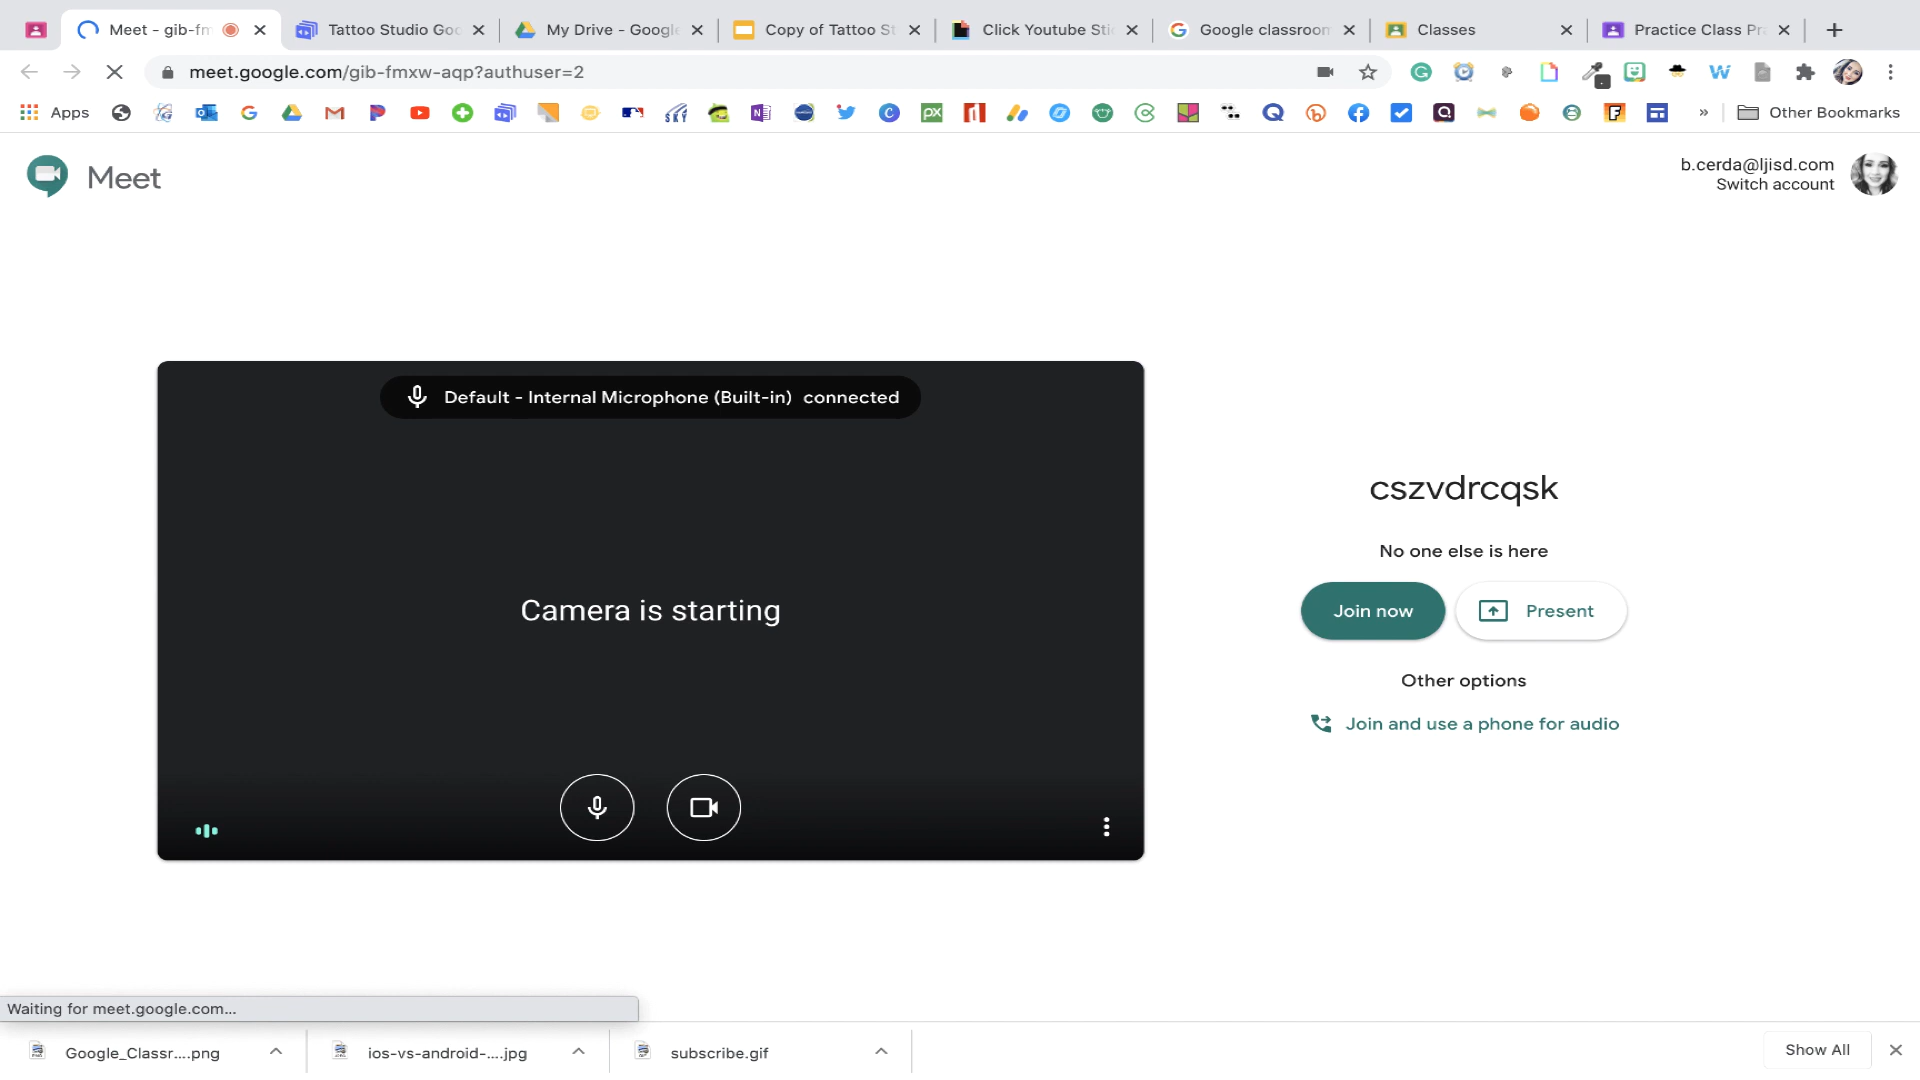 Meet - gib-fm
Tattoo Studio Goo
My Drive - Google
Copy of Tattoo St
Click Youtube Stic
Google classroom
Classes
Practice Class Pra
meet.google.com/gib-fmxw-aqp?authuser=2
Apps
Other Bookmarks
Meet
b.cerda@ljisd.com
Switch account
Default - Internal Microphone (Built-in) connected
Camera is starting
cszvdrcqsk
No one else is here
Join now
Present
Other options
Join and use a phone for audio
Waiting for meet.google.com...
Google_Classr....png
ios-vs-android-....jpg
subscribe.gif
Show All